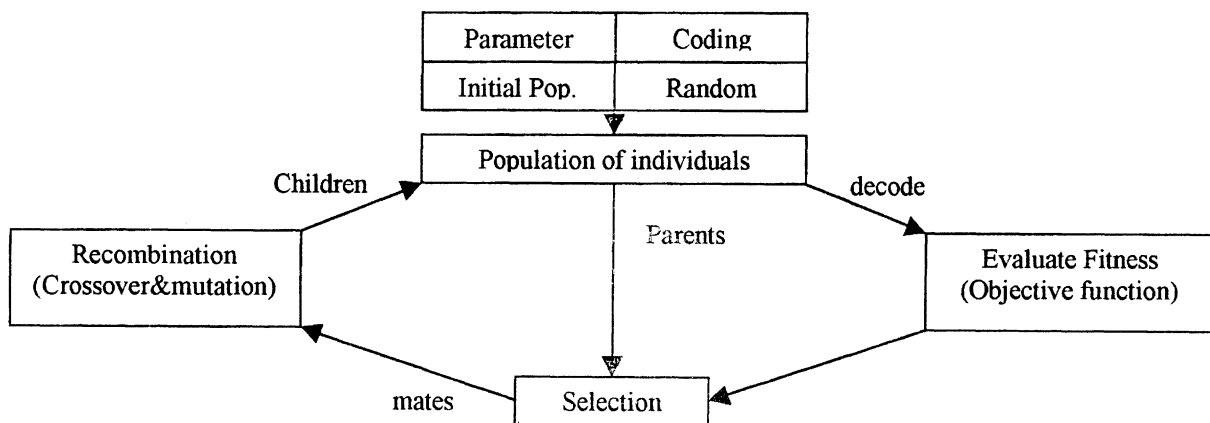 Parameter Coding
Initial Pop. Random
Population of individuals
Children
decode
Parents
Recombination
(Crossover&mutation)
Evaluate Fitness
(Objective function)
mates
Selection